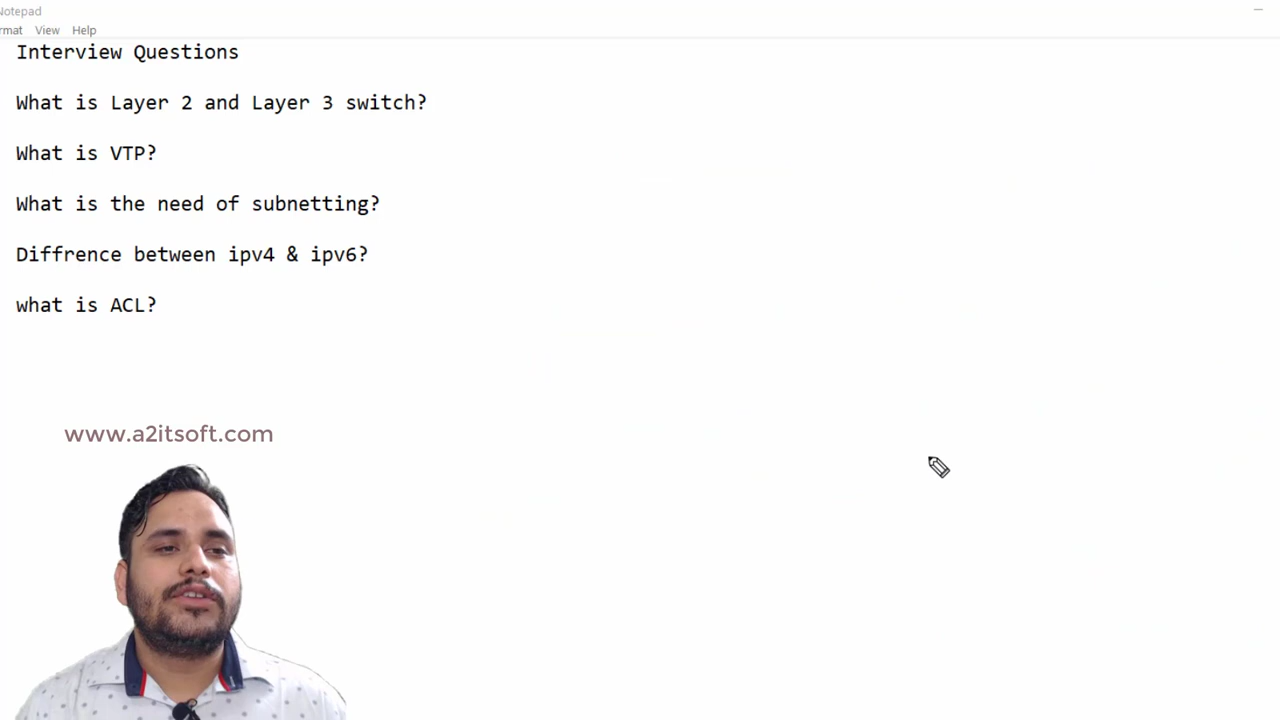 Notepad
rmat View Help
Interview Questions
What is Layer 2 and Layer 3 switch?
What is VTP?
What is the need of subnetting?
Diffrence between ipv4 & ipv6?
what is ACL?
www.a2itsoft.com